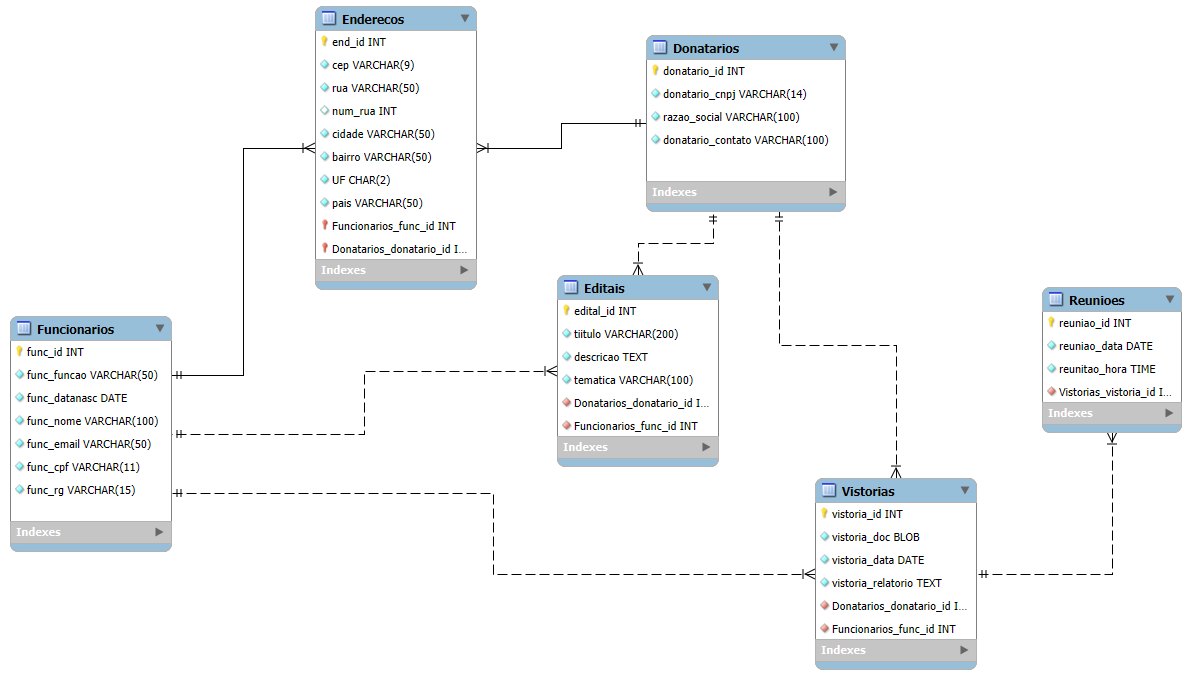 Enderecos
end_id INT
cep VARCHAR(9)
rua VARCHAR(50)
num_rua INT
cidade VARCHAR(50)
bairro VARCHAR(50)
UF CHAR(2)
pais VARCHAR(50)
Funcionarios_func_id INT
Donatarios_donatario_id I...
Indexes
Donatarios
donatario_id INT
donatario_cnpj VARCHAR(14)
razao_social VARCHAR(100)
donatario_contato VARCHAR(100)
Indexes
Editais
edital_id INT
tiitulo VARCHAR(200)
descricao TEXT
tematica VARCHAR(100)
Donatarios_donatario_id I...
Funcionarios_func_id INT
Indexes
Reunioes
reuniao_id INT
reuniao_data DATE
reunitao_hora TIME
Vistorias_vistoria_id I...
Indexes
Funcionarios
func_id INT
func_funcao VARCHAR(50)
func_datanasc DATE
func_nome VARCHAR(100)
func_email VARCHAR(50)
func_cpf VARCHAR(11)
func_rg VARCHAR(15)
Indexes
Vistorias
vistoria_id INT
vistoria_doc BLOB
vistoria_data DATE
vistoria_relatorio TEXT
Donatarios_donatario_id I...
Funcionarios_func_id INT
Indexes